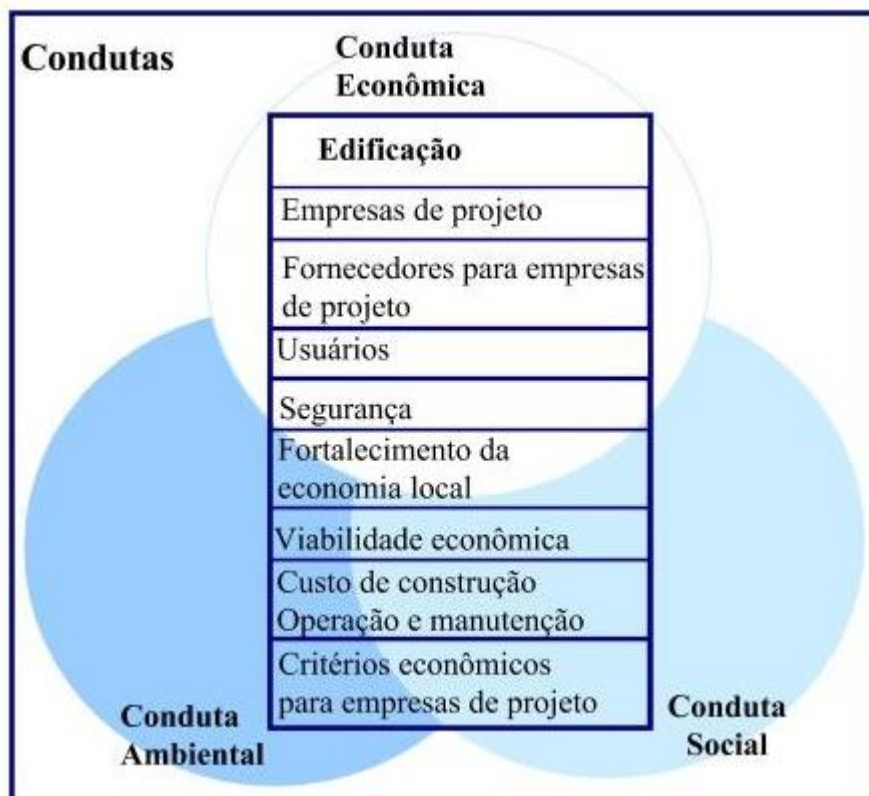 Condutas
Conduta
Econômica
Edificação
Empresas de projeto
Fornecedores para empresas
de projeto
Usuários
Segurança
Fortalecimento da
economia local
Viabilidade econômica
Custo de construção
Operação e manutenção
Critérios econômicos
para empresas de projeto
Conduta
Ambiental
Conduta
Social